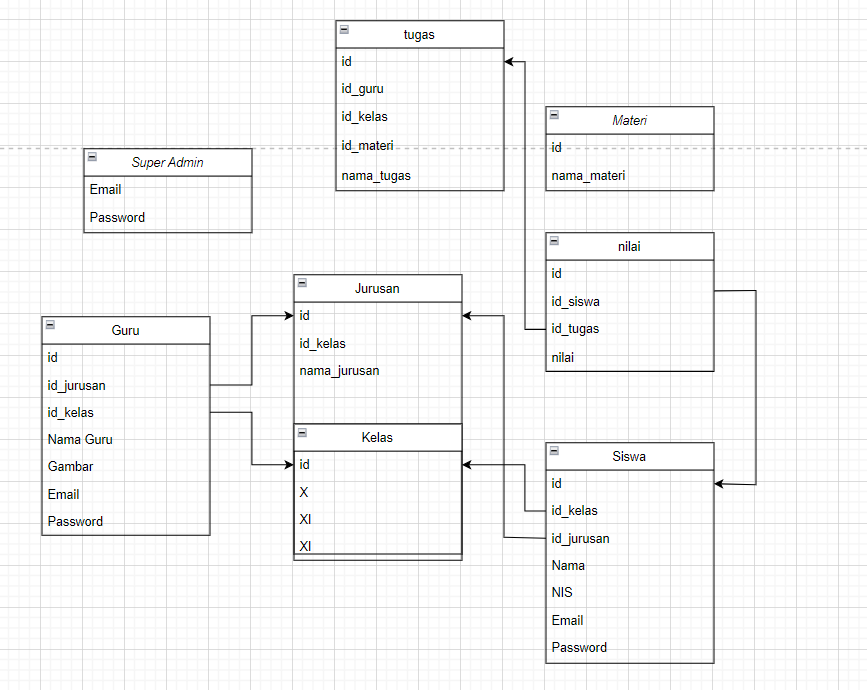 tugas
id
id_guru
id_kelas
id_materi
nama_tugas
Materi
id
nama_materi
Super Admin
Email
Password
nilai
id
id_siswa
id_tugas
nilai
Jurusan
id
id_kelas
nama_jurusan
Guru
id
id_jurusan
id_kelas
Nama Guru
Gambar
Email
Password
Kelas
id
X
XI
XI
Siswa
id
id_kelas
id_jurusan
Nama
NIS
Email
Password